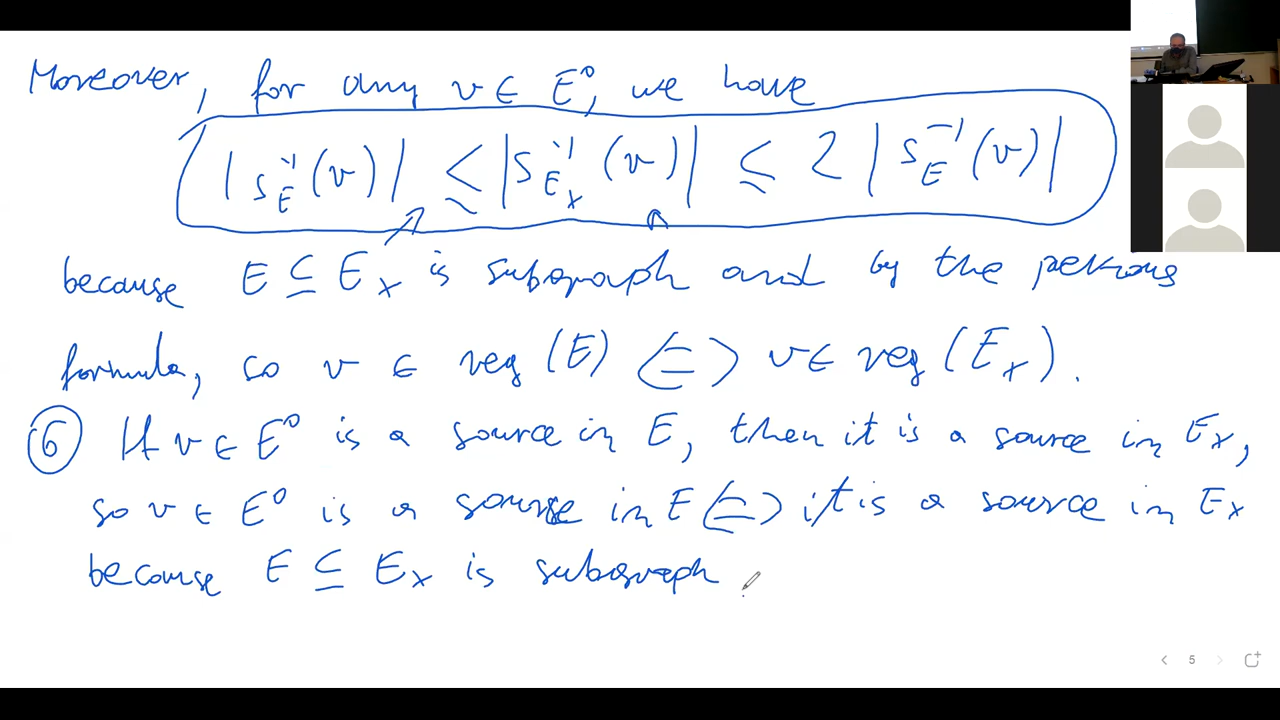 Moreover, for any v ∈ E⁰, we have
|s_E⁻¹(v)| ≤ |s_{E_X}⁻¹(v)| ≤ 2 |s_E⁻¹(v)|
because E ⊆ E_X is subgraph and by the
formula, so v ∈ reg(E) ⟺ v ∈ reg(E_X).
⑥ If v ∈ E⁰ is a source in E, then it is a source in E_X,
so v ∈ E⁰ is a source in E ⟺ it is a source in E_X
because E ⊆ E_X is subgraph
5